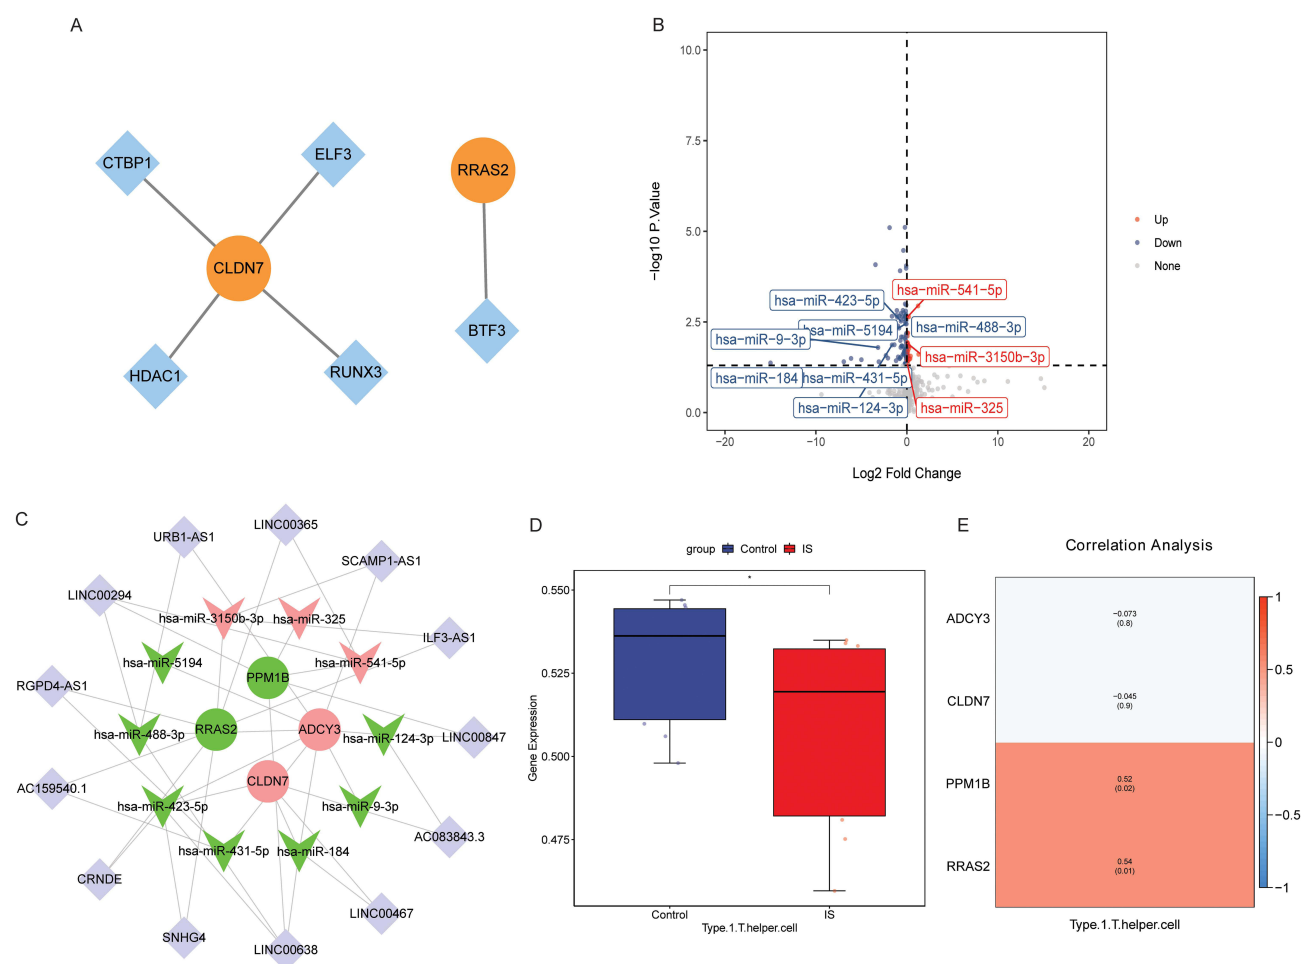 A
CTBP1
ELF3
CLDN7
HDAC1
RUNX3
RRAS2
BTF3
B
−log10 P.Value
10.0
7.5
5.0
2.5
0.0
−20
−10
0
10
20
Log2 Fold Change
hsa−miR−541−5p
hsa−miR−423−5p
hsa−miR−5194
hsa−miR−488−3p
hsa−miR−9−3p
hsa−miR−3150b−3p
hsa−miR−184
hsa−miR−431−5p
hsa−miR−124−3p
hsa−miR−325
Up
Down
None
C
LINC00365
URB1-AS1
SCAMP1-AS1
LINC00294
hsa-miR-3150b-3p
hsa-miR-325
ILF3-AS1
hsa-miR-5194
hsa-miR-541-5p
PPM1B
RGPD4-AS1
RRAS2
ADCY3
hsa-miR-488-3p
hsa-miR-124-3p
LINC00847
CLDN7
AC159540.1
hsa-miR-423-5p
hsa-miR-9-3p
AC083843.3
hsa-miR-431-5p
hsa-miR-184
CRNDE
LINC00467
SNHG4
LINC00638
D
group
Control
IS
Gene Expression
0.550
0.525
0.500
0.475
*
Control
IS
Type.1.T.helper.cell
E
Correlation Analysis
ADCY3
−0.073
(0.8)
CLDN7
−0.045
(0.9)
PPM1B
0.52
(0.02)
RRAS2
0.54
(0.01)
Type.1.T.helper.cell
1
0.5
0
−0.5
−1